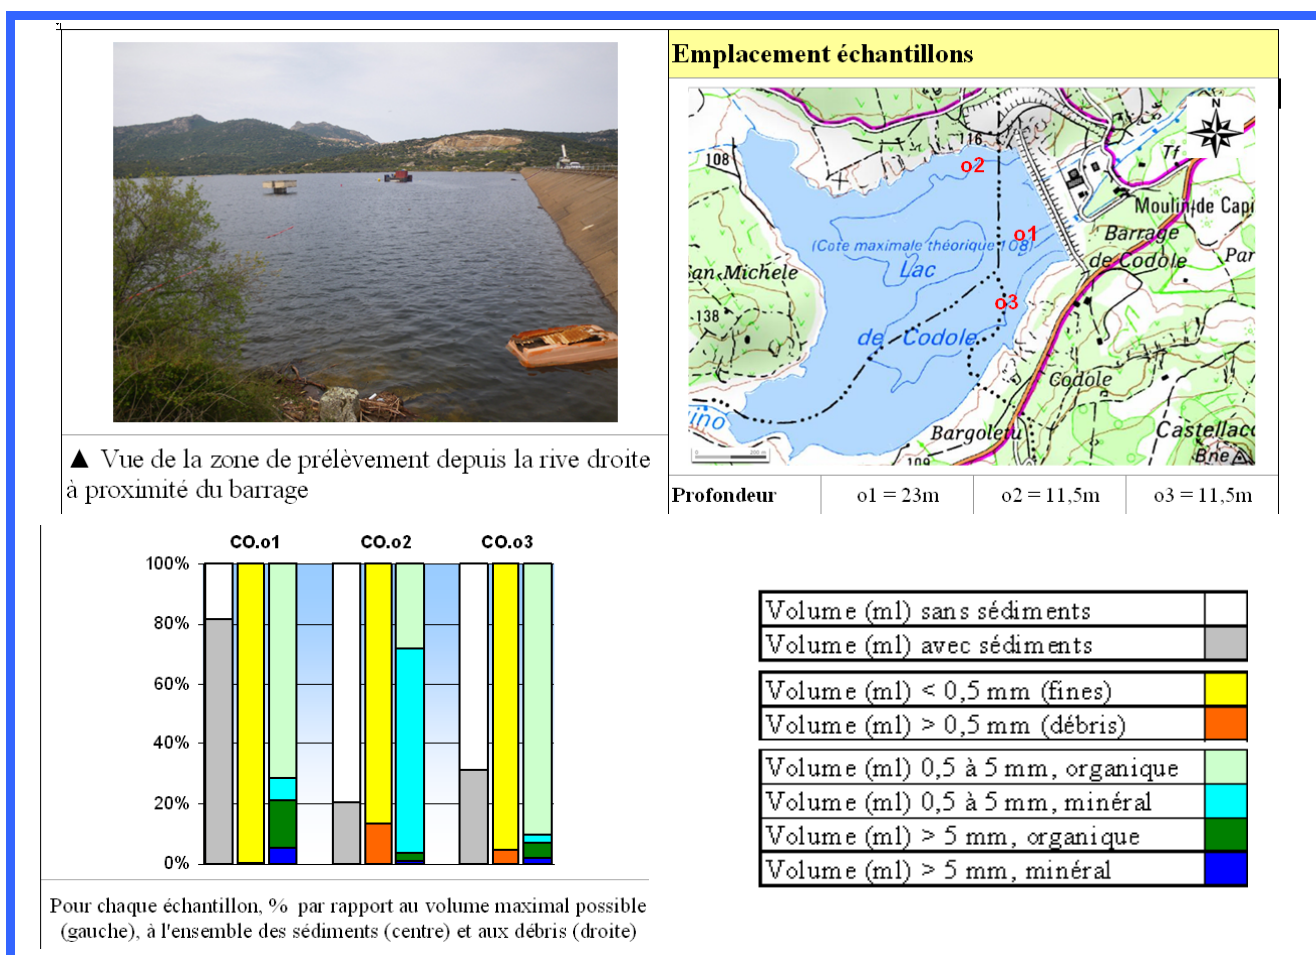 Emplacement échantillons
▲ Vue de la zone de prélèvement depuis la rive droite
à proximité du barrage
N
116
108
o2
Tf
Moulin de Capi
o1
(Cote maximale théorique 108)
Barrage
de Codole
Par
San-Michele
Lac
o3
138
de Codole
Codole
Bargoletu
Castellacc
Bne
109
0
200 m
Profondeur
o1 = 23m
o2 = 11,5m
o3 = 11,5m
CO.o1
CO.o2
CO.o3
100%
80%
60%
40%
20%
0%
Volume (ml) sans sédiments
Volume (ml) avec sédiments
Volume (ml) < 0,5 mm (fines)
Volume (ml) > 0,5 mm (débris)
Volume (ml) 0,5 à 5 mm, organique
Volume (ml) 0,5 à 5 mm, minéral
Volume (ml) > 5 mm, organique
Volume (ml) > 5 mm, minéral
Pour chaque échantillon, % par rapport au volume maximal possible
(gauche), à l'ensemble des sédiments (centre) et aux débris (droite)